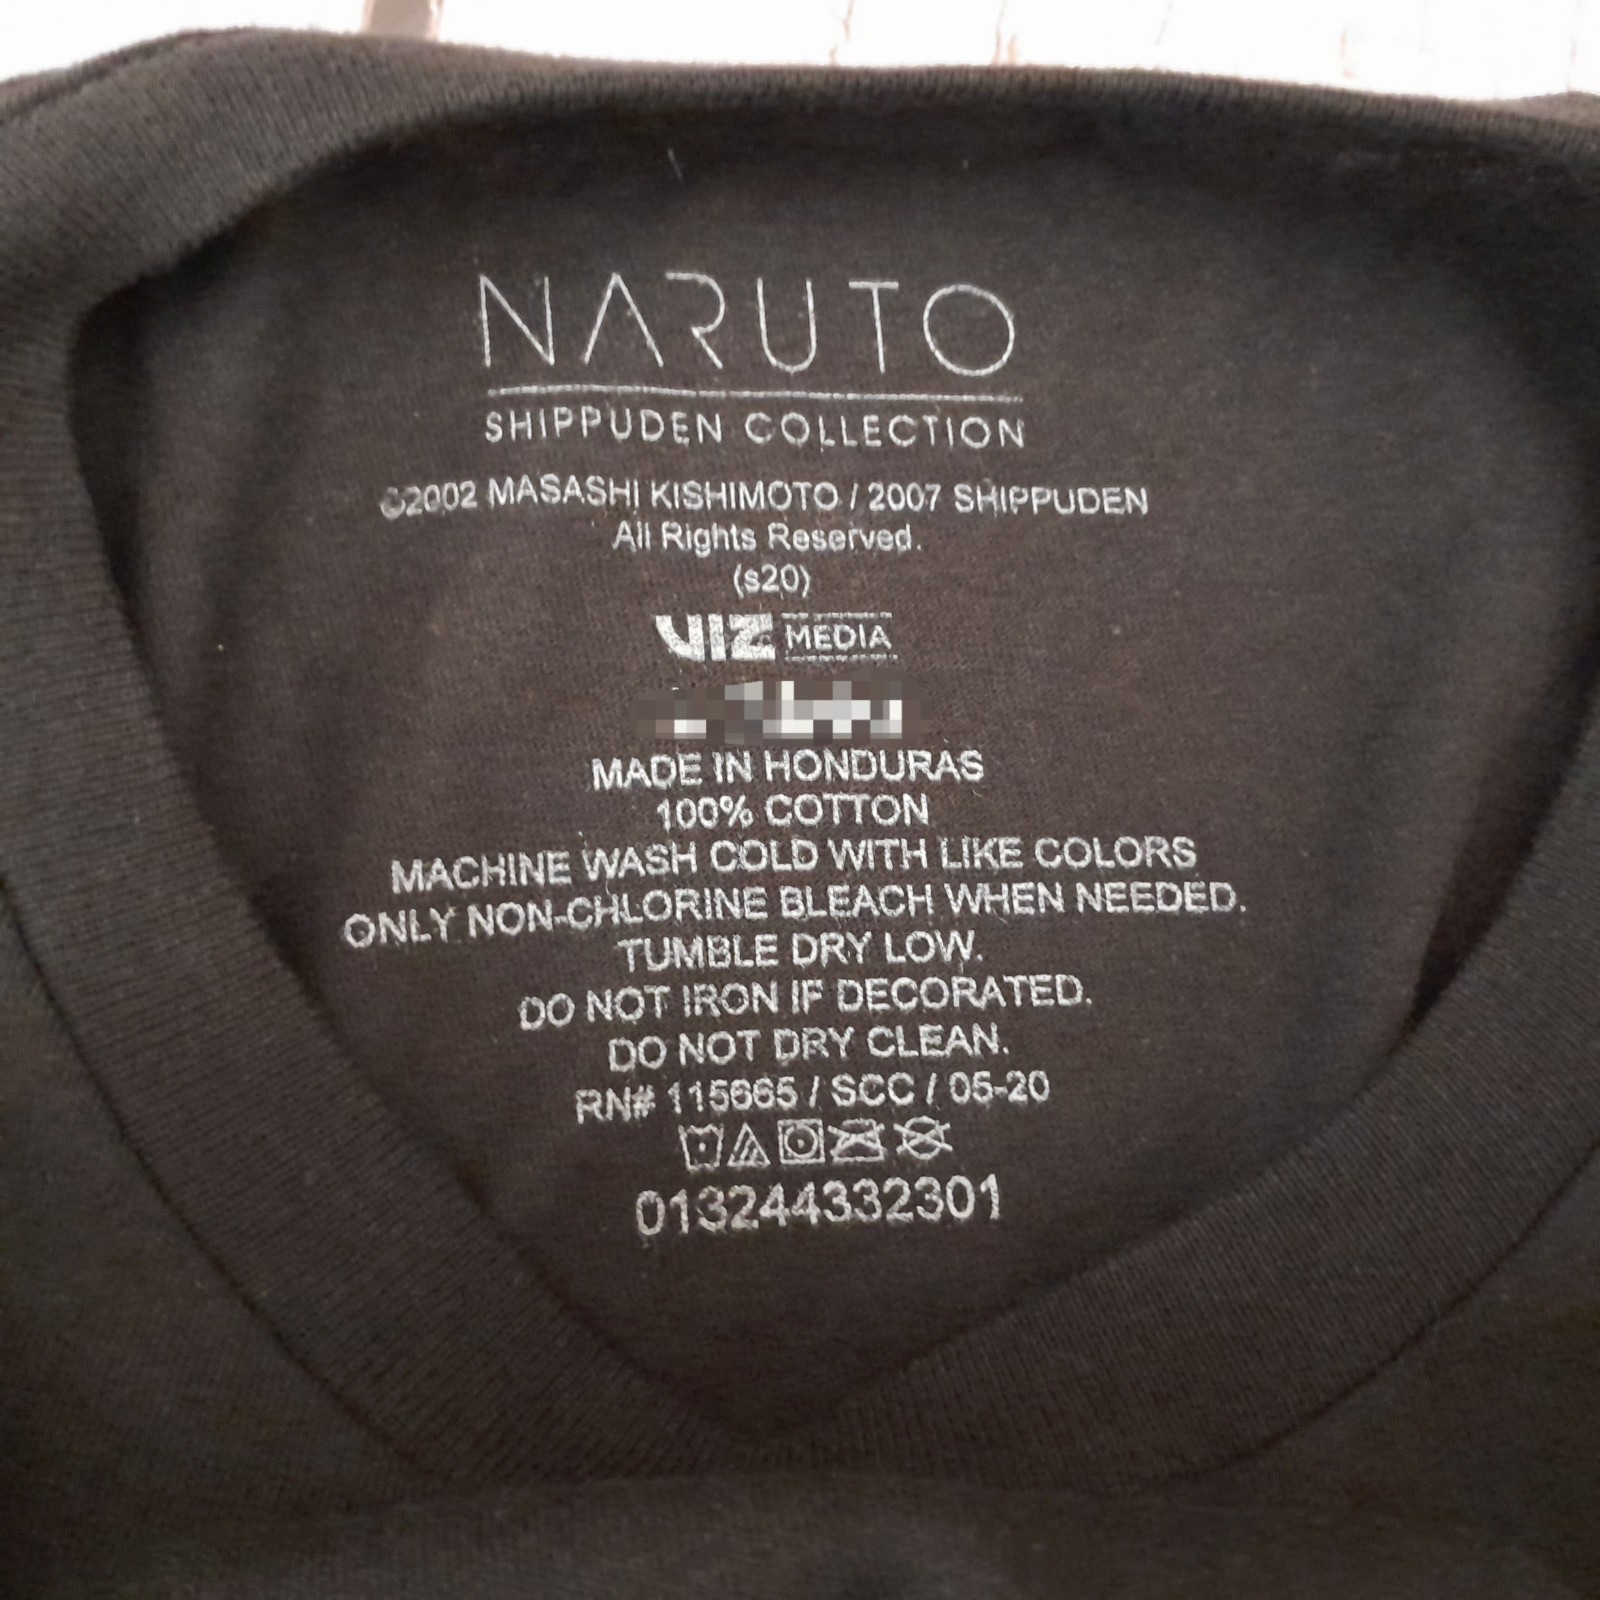 NARUTO
SHIPPUDEN COLLECTION
©2002 MASASHI KISHIMOTO / 2007 SHIPPUDEN
All Rights Reserved.
(s20)
VIZ MEDIA
MADE IN HONDURAS
100% COTTON
MACHINE WASH COLD WITH LIKE COLORS
ONLY NON-CHLORINE BLEACH WHEN NEEDED.
TUMBLE DRY LOW.
DO NOT IRON IF DECORATED.
DO NOT DRY CLEAN.
RN# 115665 / SCC / 05-20
013244332301